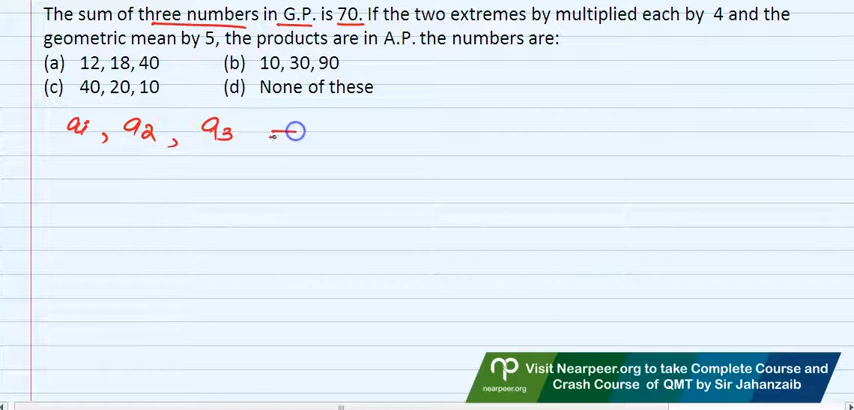 The sum of three numbers in G.P. is 70. If the two extremes by multiplied each by 4 and the
geometric mean by 5, the products are in A.P. the numbers are:
(a) 12, 18, 40 (b) 10, 30, 90
(c) 40, 20, 10 (d) None of these
a1, a2, a3
Visit Nearpeer.org to take Complete Course and
Crash Course of QMT by Sir Jahanzaib
nearpeer.org